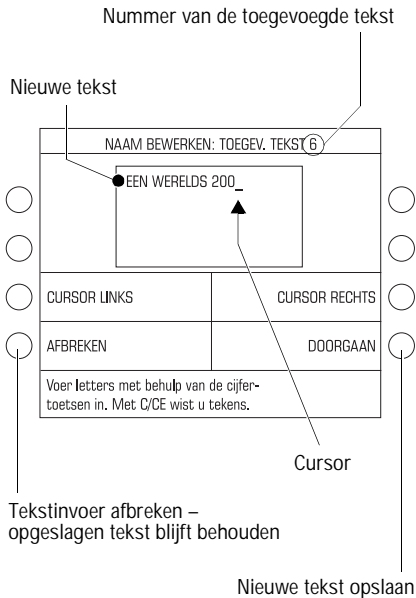 Nummer van de toegevoegde tekst
Nieuwe tekst
NAAM BEWERKEN: TOEGEV. TEKST 6
EEN WERELDS 200_
CURSOR LINKS
CURSOR RECHTS
AFBREKEN
DOORGAAN
Voer letters met behulp van de cijfer-
toetsen in. Met C/CE wist u tekens.
Cursor
Tekstinvoer afbreken –
opgeslagen tekst blijft behouden
Nieuwe tekst opslaan